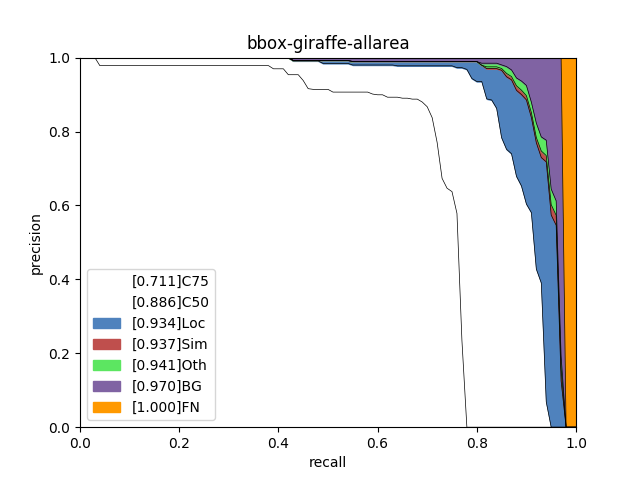 bbox-giraffe-allarea
precision
1.0
0.8
0.6
0.4
0.2
0.0
[0.711]C75
[0.886]C50
[0.934]Loc
[0.937]Sim
[0.941]Oth
[0.970]BG
[1.000]FN
0.0 0.2 0.4 0.6 0.8 1.0
recall